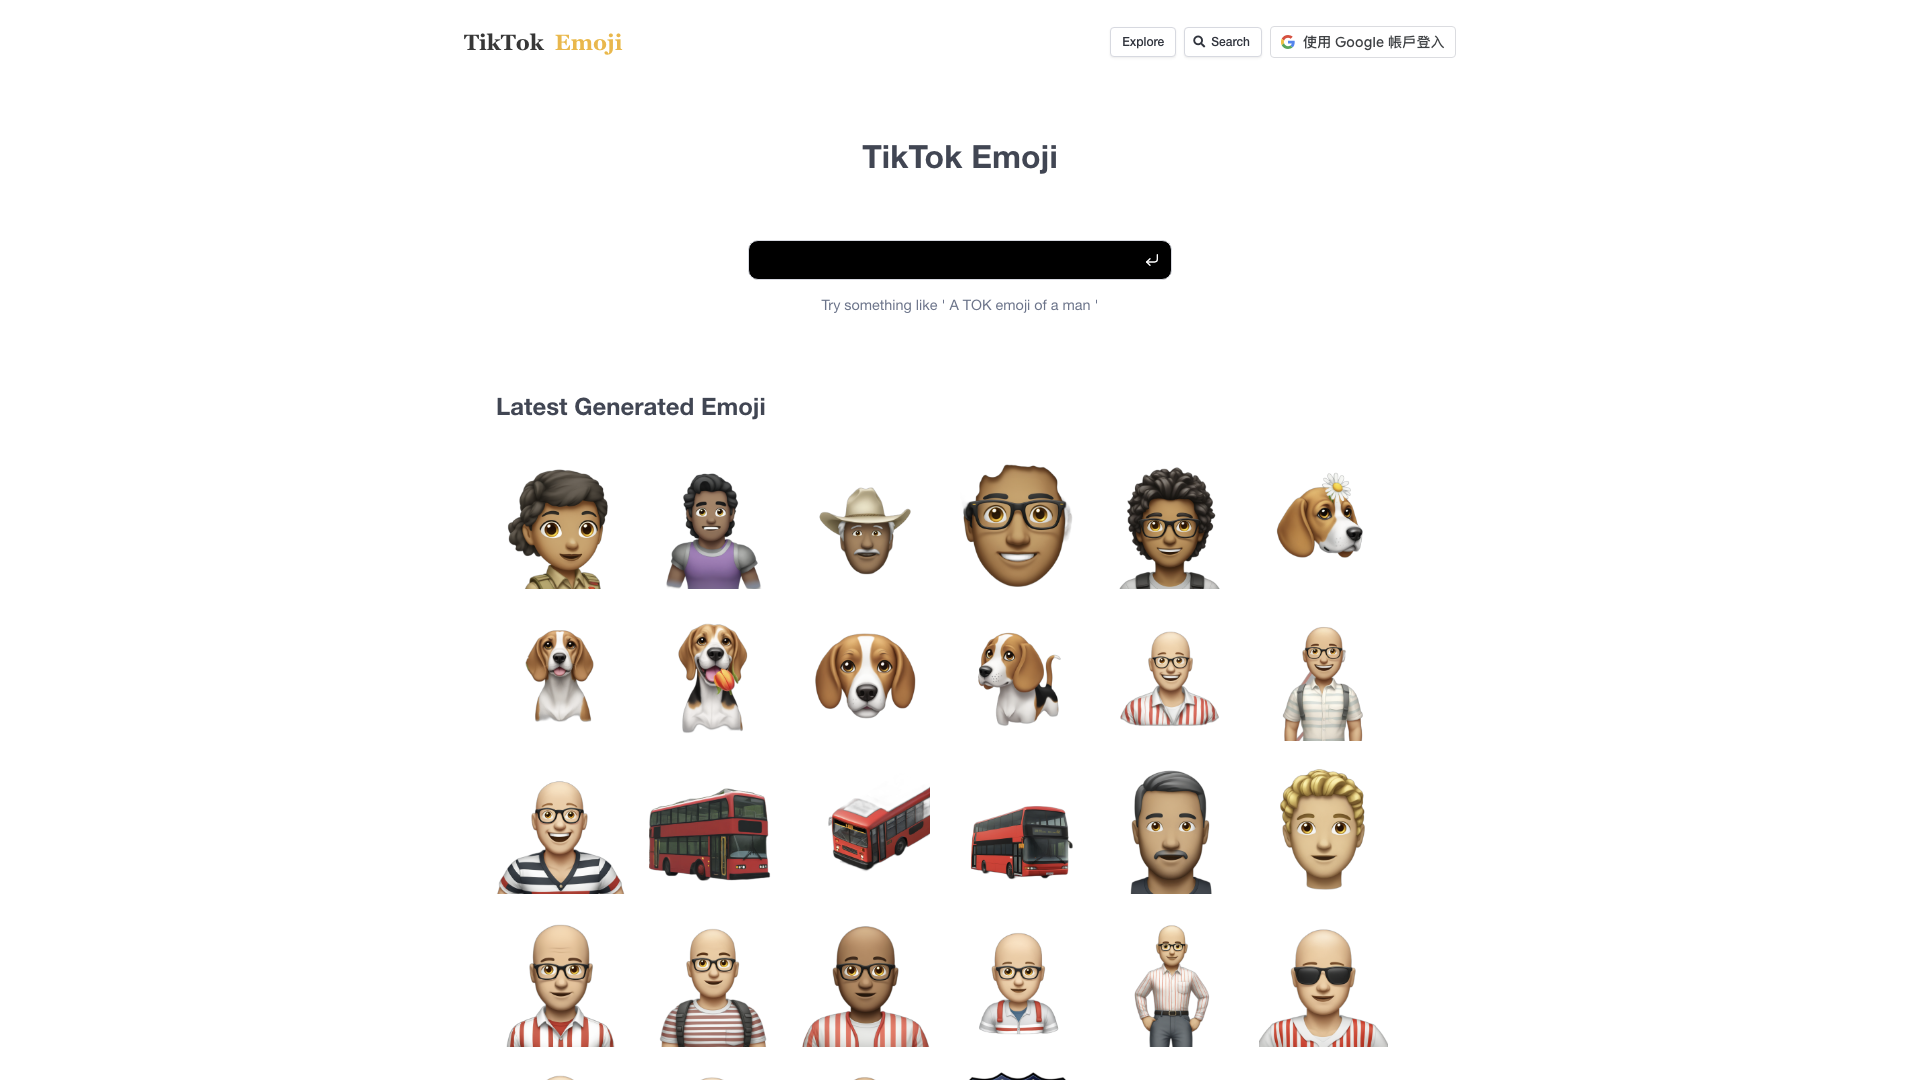 TikTok Emoji
Explore
Search
使用 Google 帳戶登入
TikTok Emoji
Try something like ' A TOK emoji of a man '
Latest Generated Emoji